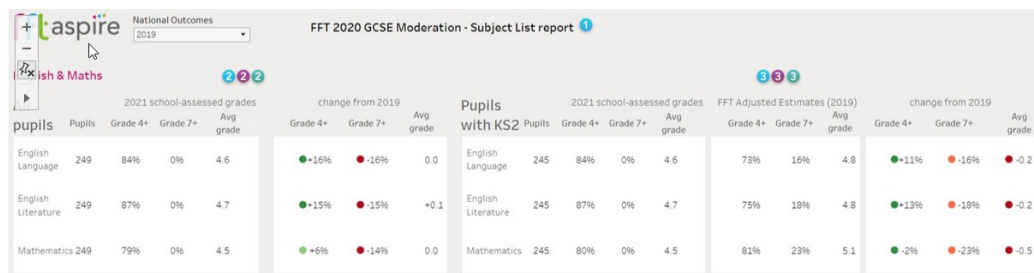 aspire
National Outcomes
2019
FFT 2020 GCSE Moderation - Subject List report 1
ish & Maths 2 2 2 3 3 3
2021 school-assessed grades change from 2019 Pupils 2021 school-assessed grades FFT Adjusted Estimates (2019) change from 2019
pupils Pupils Grade 4+ Grade 7+ Avg grade Grade 4+ Grade 7+ Avg grade with KS2 Pupils Grade 4+ Grade 7+ Avg grade Grade 4+ Grade 7+ Avg grade Grade 4+ Grade 7+ Avg grade
English Language 249 84% 0% 4.6 +16% -16% 0.0 English Language 245 84% 0% 4.6 73% 16% 4.8 +11% -16% -0.2
English Literature 249 87% 0% 4.7 +15% -15% +0.1 English Literature 245 87% 0% 4.7 75% 18% 4.8 +13% -18% -0.2
Mathematics 249 79% 0% 4.5 +6% -14% 0.0 Mathematics 245 80% 0% 4.5 81% 23% 5.1 -2% -23% -0.5